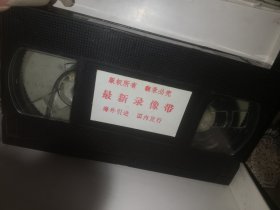 版权所有 翻录必究
最新录像带
海外引进 国内发行